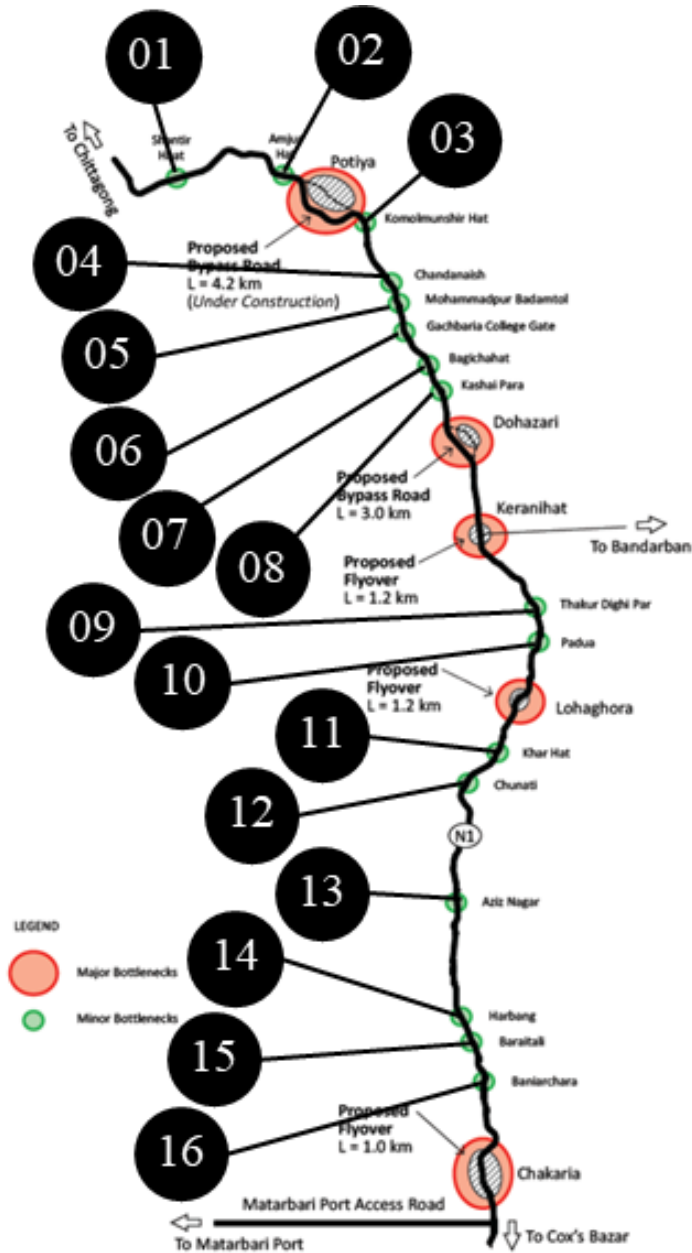 01
02
03
To Chittagong
Shantir
Haat
Amjur
Hat
Potiya
Komolmunshir Hat
Proposed
Bypass Road
L = 4.2 km
(Under Construction)
04
Chandanaish
Mohammadpur Badamtol
05
Gachbaria College Gate
Bagichahat
06
Kashai Para
Dohazari
07
Proposed
Bypass Road
L = 3.0 km
08
Keranihat
To Bandarban
Proposed
Flyover
L = 1.2 km
09
Thakur Dighi Par
Padua
10
Proposed
Flyover
L = 1.2 km
Lohaghora
11
Khar Hat
12
Chunati
N1
13
Aziz Nagar
LEGEND
Major Bottlenecks
Minor Bottlenecks
14
Harbang
Baraitali
15
Baniarchara
16
Proposed
Flyover
L = 1.0 km
Chakaria
Matarbari Port Access Road
To Matarbari Port
To Cox's Bazar